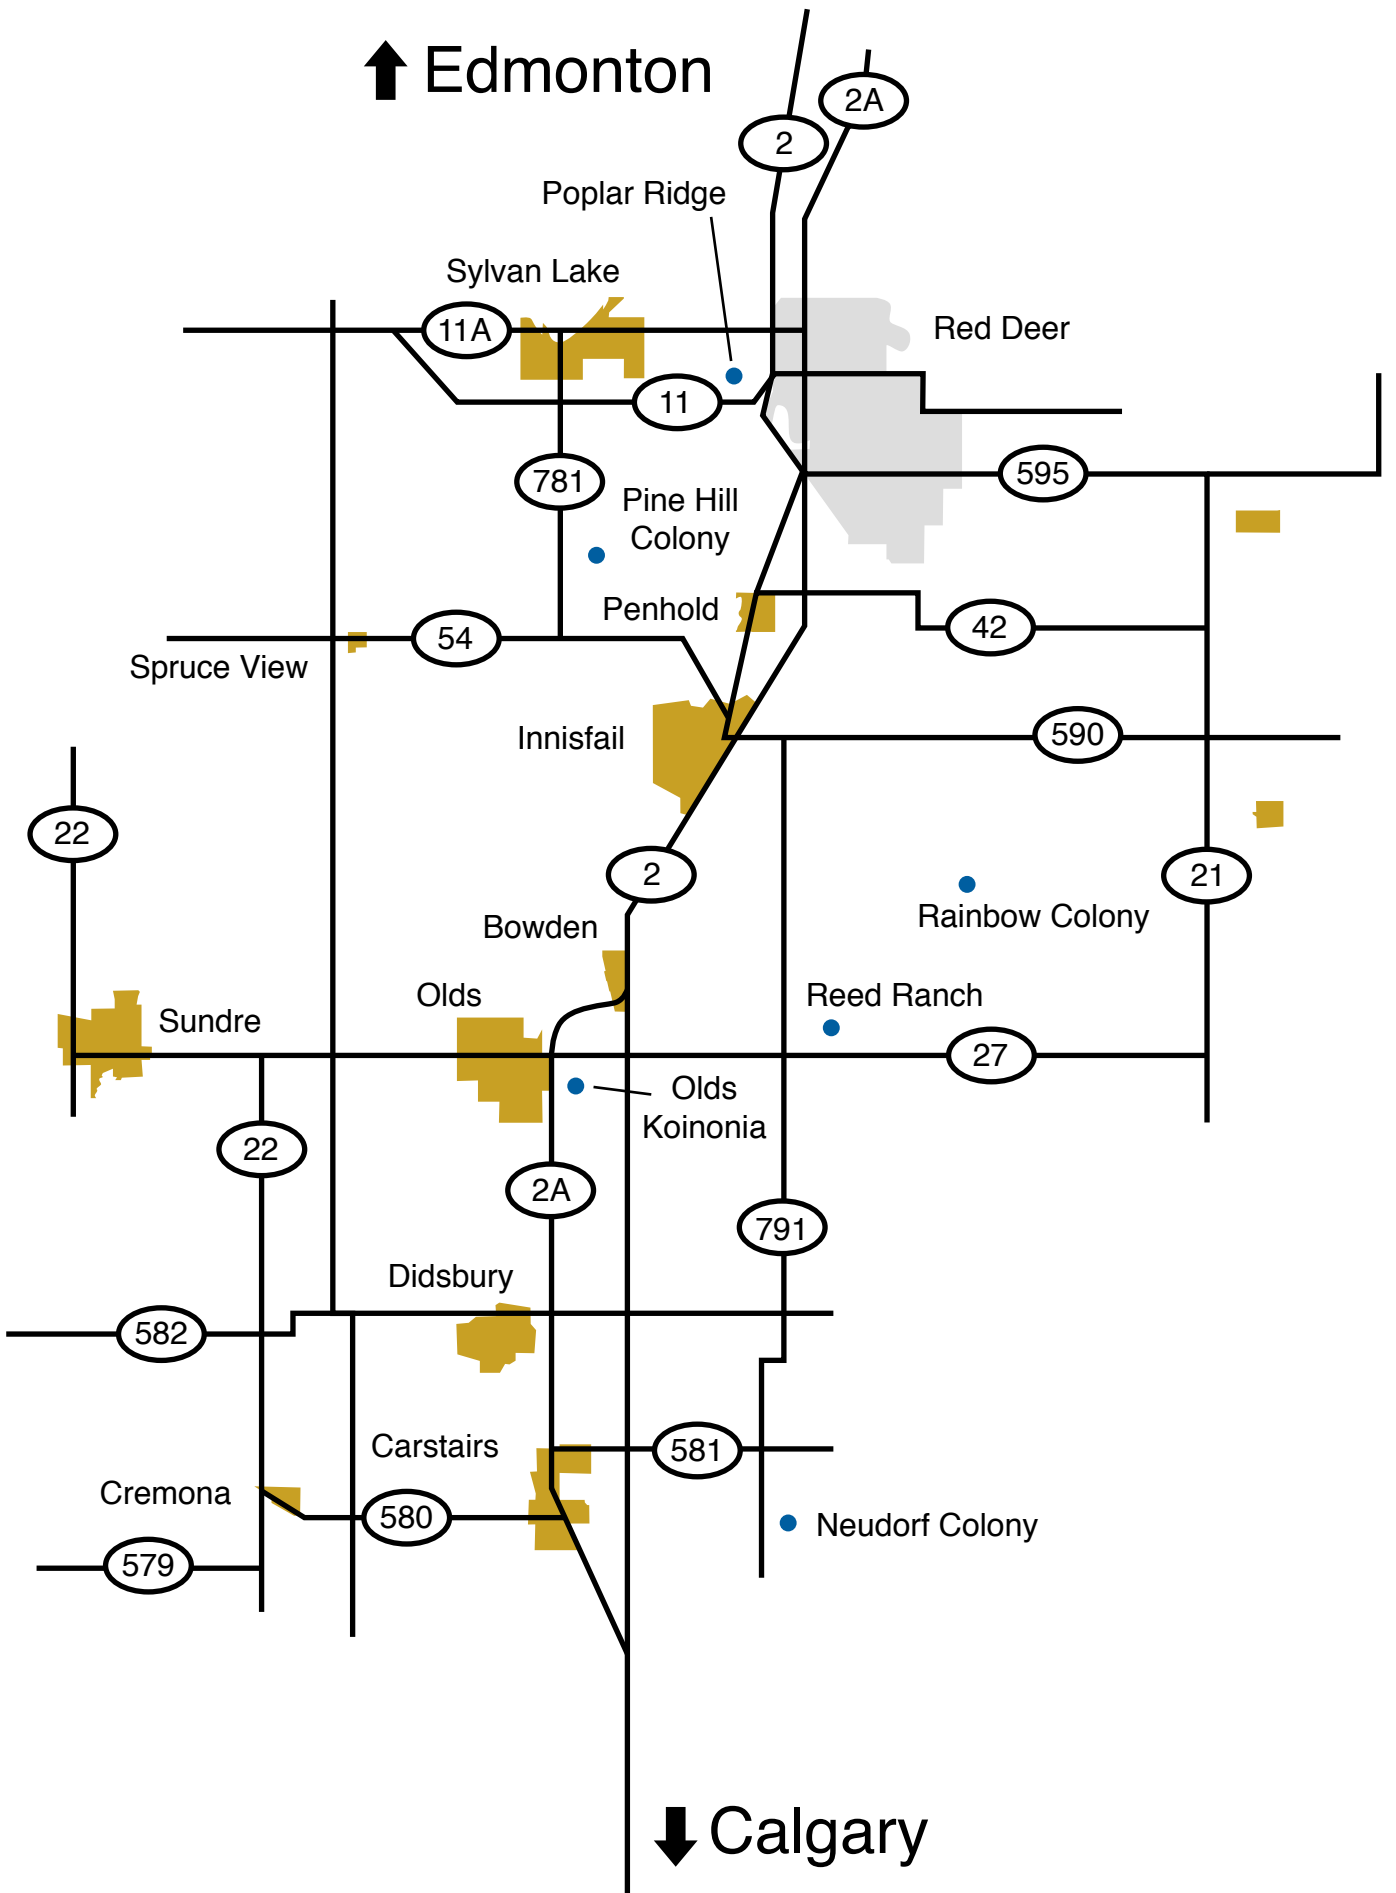 Edmonton
2A
2
Poplar Ridge
Sylvan Lake
11A
Red Deer
11
595
781
Pine Hill
Colony
Penhold
42
54
Spruce View
Innisfail
590
22
2
21
Rainbow Colony
Bowden
Olds
Reed Ranch
Sundre
27
Olds
Koinonia
22
2A
791
Didsbury
582
Carstairs
581
Cremona
580
Neudorf Colony
579
Calgary